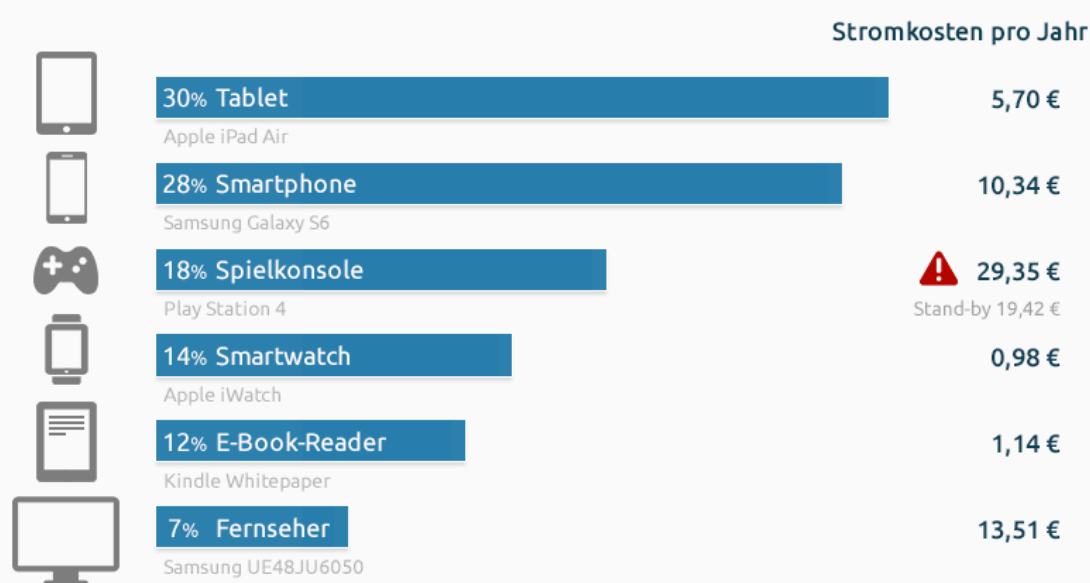 Stromkosten pro Jahr
30% Tablet 5,70 €
Apple iPad Air
28% Smartphone 10,34 €
Samsung Galaxy S6
18% Spielkonsole 29,35 €
Play Station 4 Stand-by 19,42 €
14% Smartwatch 0,98 €
Apple iWatch
12% E-Book-Reader 1,14 €
Kindle Whitepaper
7% Fernseher 13,51 €
Samsung UE48JU6050